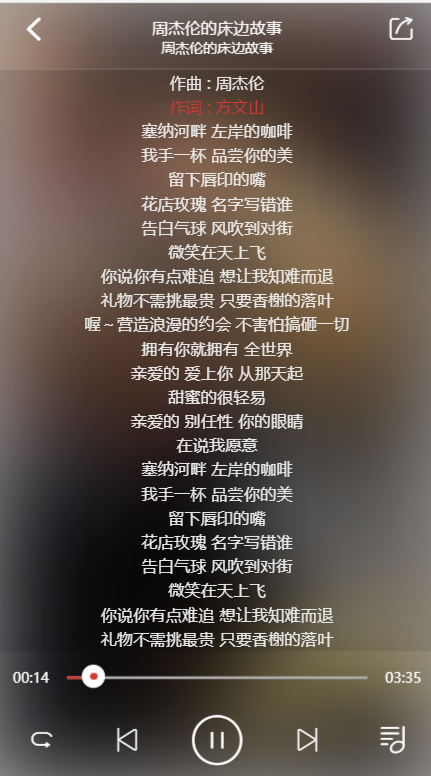 周杰伦的床边故事
周杰伦的床边故事
作曲 : 周杰伦
作词 : 方文山
塞纳河畔 左岸的咖啡
我手一杯 品尝你的美
留下唇印的嘴
花店玫瑰 名字写错谁
告白气球 风吹到对街
微笑在天上飞
你说你有点难追 想让我知难而退
礼物不需挑最贵 只要香榭的落叶
喔～营造浪漫的约会 不害怕搞砸一切
拥有你就拥有 全世界
亲爱的 爱上你 从那天起
甜蜜的很轻易
亲爱的 别任性 你的眼睛
在说我愿意
塞纳河畔 左岸的咖啡
我手一杯 品尝你的美
留下唇印的嘴
花店玫瑰 名字写错谁
告白气球 风吹到对街
微笑在天上飞
你说你有点难追 想让我知难而退
礼物不需挑最贵 只要香榭的落叶
00:14
03:35